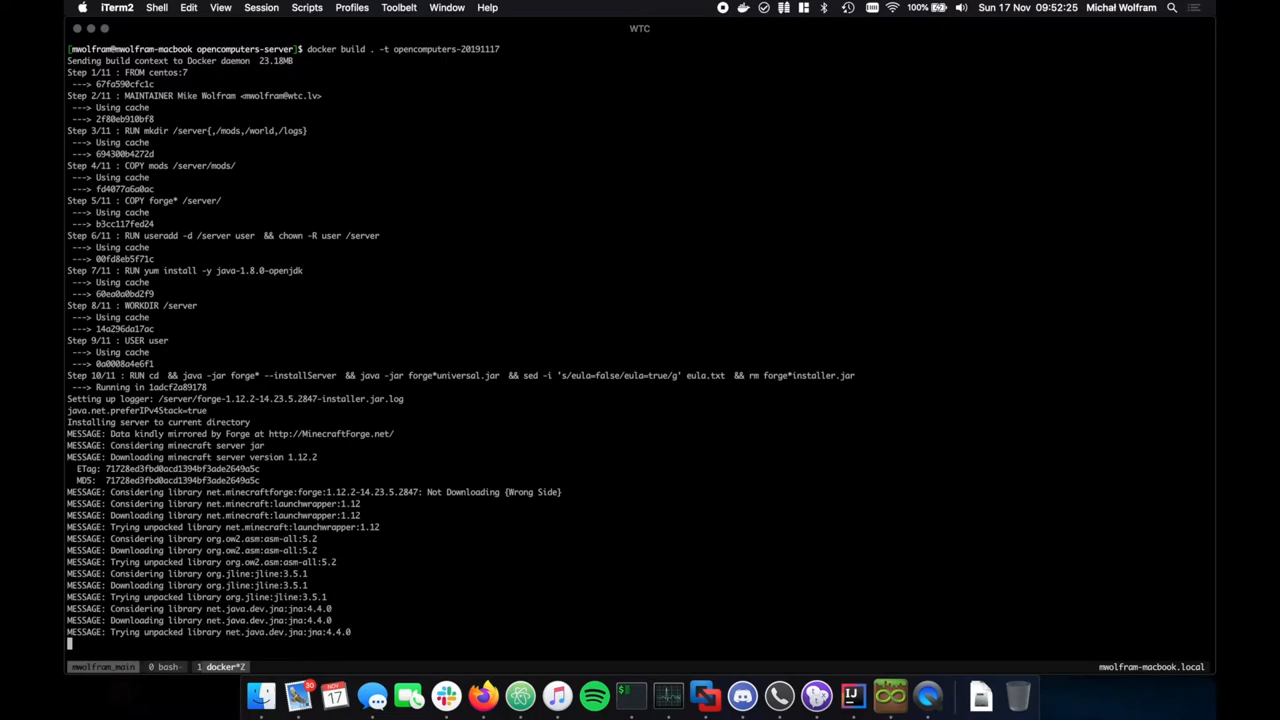 iTerm2 Shell Edit View Session Scripts Profiles Toolbelt Window Help 100% Sun 17 Nov 09:52:25 Michał Wolfram
WTC
[mwolfram@mwolfram-macbook opencomputers-server]$ docker build . -t opencomputers-20191117
Sending build context to Docker daemon  23.18MB
Step 1/11 : FROM centos:7
 ---> 67fa590cfc1c
Step 2/11 : MAINTAINER Mike Wolfram <mwolfram@wtc.lv>
 ---> Using cache
 ---> 2f80eb910bf8
Step 3/11 : RUN mkdir /server{,/mods,/world,/logs}
 ---> Using cache
 ---> 694300b4272d
Step 4/11 : COPY mods /server/mods/
 ---> Using cache
 ---> fd4077a6a0ac
Step 5/11 : COPY forge* /server/
 ---> Using cache
 ---> b3cc117fed24
Step 6/11 : RUN useradd -d /server user  && chown -R user /server
 ---> Using cache
 ---> 00fd8eb5f71c
Step 7/11 : RUN yum install -y java-1.8.0-openjdk
 ---> Using cache
 ---> 60ea0a0bd2f9
Step 8/11 : WORKDIR /server
 ---> Using cache
 ---> 14a296da17ac
Step 9/11 : USER user
 ---> Using cache
 ---> 0a0008a4e6f1
Step 10/11 : RUN cd  && java -jar forge* --installServer  && java -jar forge*universal.jar  && sed -i 's/eula=false/eula=true/g' eula.txt  && rm forge*installer.jar
 ---> Running in 1adcf2a89178
Setting up logger: /server/forge-1.12.2-14.23.5.2847-installer.jar.log
java.net.preferIPv4Stack=true
Installing server to current directory
MESSAGE: Data kindly mirrored by Forge at http://MinecraftForge.net/
MESSAGE: Considering minecraft server jar
MESSAGE: Downloading minecraft server version 1.12.2
  ETag: 71728ed3fbd0acd1394bf3ade2649a5c
  MD5:  71728ed3fbd0acd1394bf3ade2649a5c
MESSAGE: Considering library net.minecraftforge:forge:1.12.2-14.23.5.2847: Not Downloading {Wrong Side}
MESSAGE: Considering library net.minecraft:launchwrapper:1.12
MESSAGE: Downloading library net.minecraft:launchwrapper:1.12
MESSAGE: Trying unpacked library net.minecraft:launchwrapper:1.12
MESSAGE: Considering library org.ow2.asm:asm-all:5.2
MESSAGE: Downloading library org.ow2.asm:asm-all:5.2
MESSAGE: Trying unpacked library org.ow2.asm:asm-all:5.2
MESSAGE: Considering library org.jline:jline:3.5.1
MESSAGE: Downloading library org.jline:jline:3.5.1
MESSAGE: Trying unpacked library org.jline:jline:3.5.1
MESSAGE: Considering library net.java.dev.jna:jna:4.4.0
MESSAGE: Downloading library net.java.dev.jna:jna:4.4.0
MESSAGE: Trying unpacked library net.java.dev.jna:jna:4.4.0
mwolfram_main 0 bash- 1 docker*Z mwolfram-macbook.local
30
NOV
17